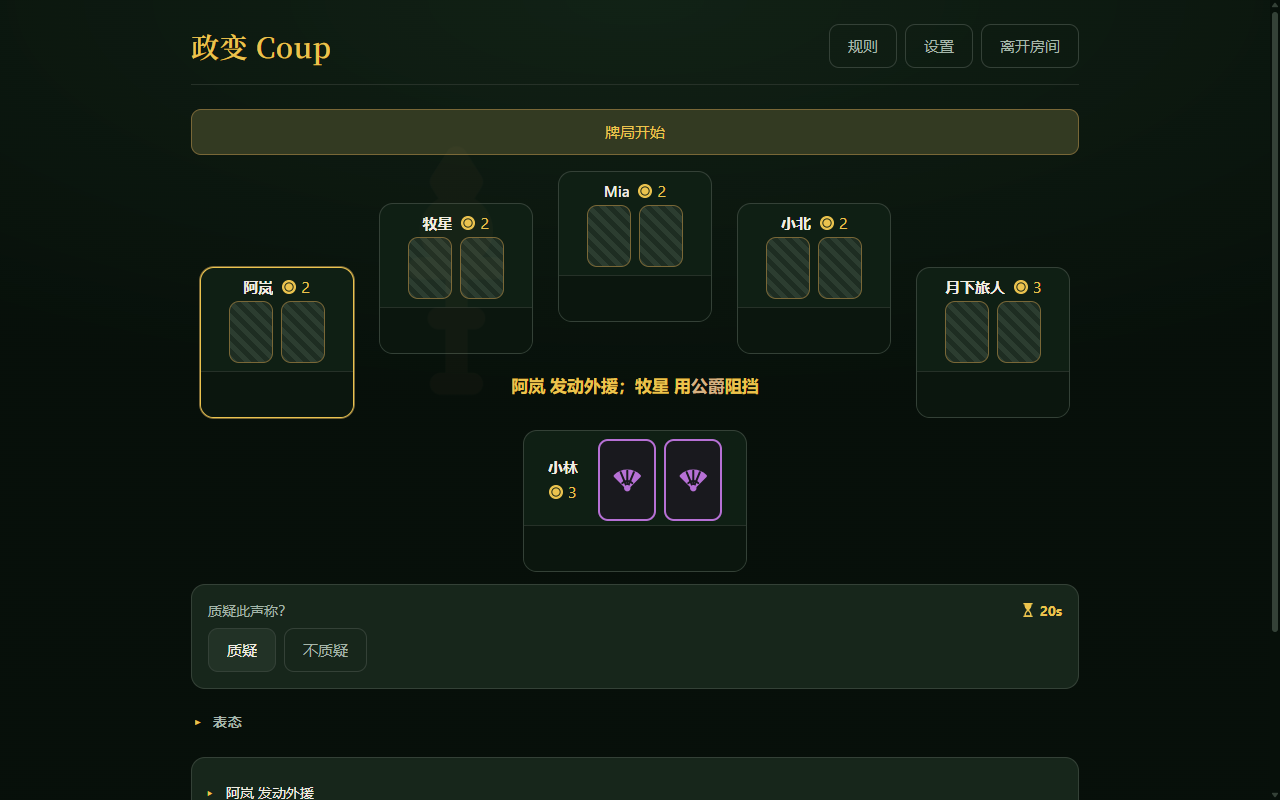 政变 Coup
规则
设置
离开房间
牌局开始
Mia 2
牧星 2
小北 2
阿岚 2
月下旅人 3
阿岚 发动外援；牧星 用公爵阻挡
小林
3
质疑此声称？
20s
质疑
不质疑
表态
阿岚 发动外援